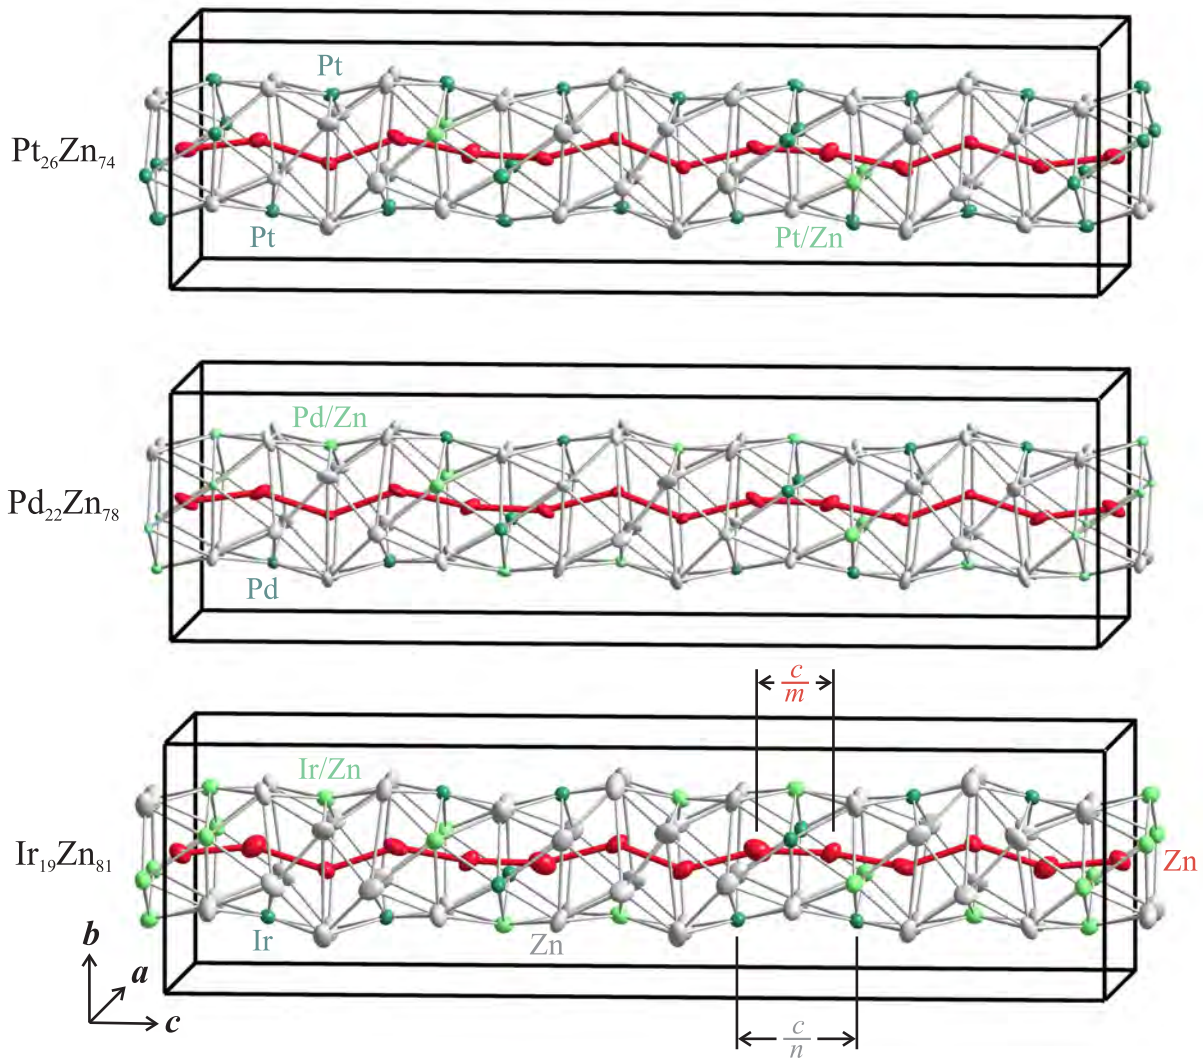 Pt
Pt₂₆Zn₇₄
Pt
Pt/Zn
Pd/Zn
Pd₂₂Zn₇₈
Pd
c
m
Ir/Zn
Ir₁₉Zn₈₁
Zn
Ir
Zn
b
a
c
c
n